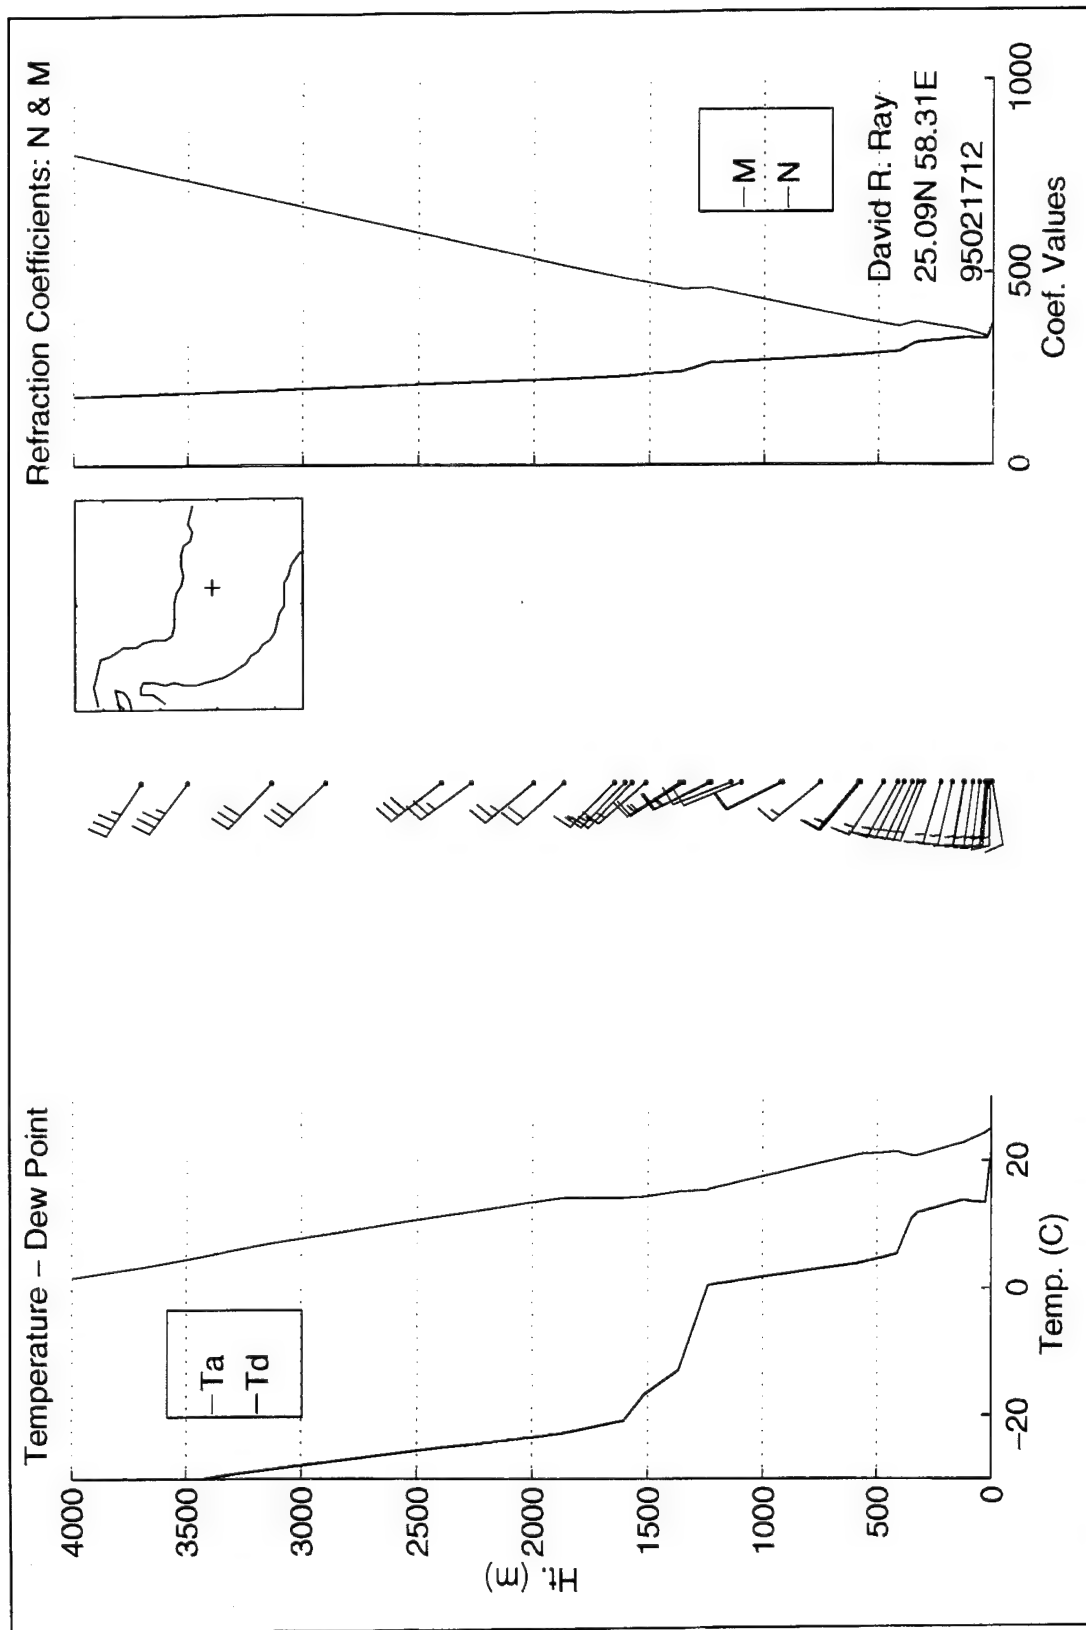 Temperature – Dew Point
Ta
Td
4000
3500
3000
2500
2000
1500
1000
500
0
Ht. (m)
−20
0
20
Temp. (C)
Refraction Coefficients: N & M
M
N
David R. Ray
25.09N 58.31E
95021712
0
500
1000
Coef. Values